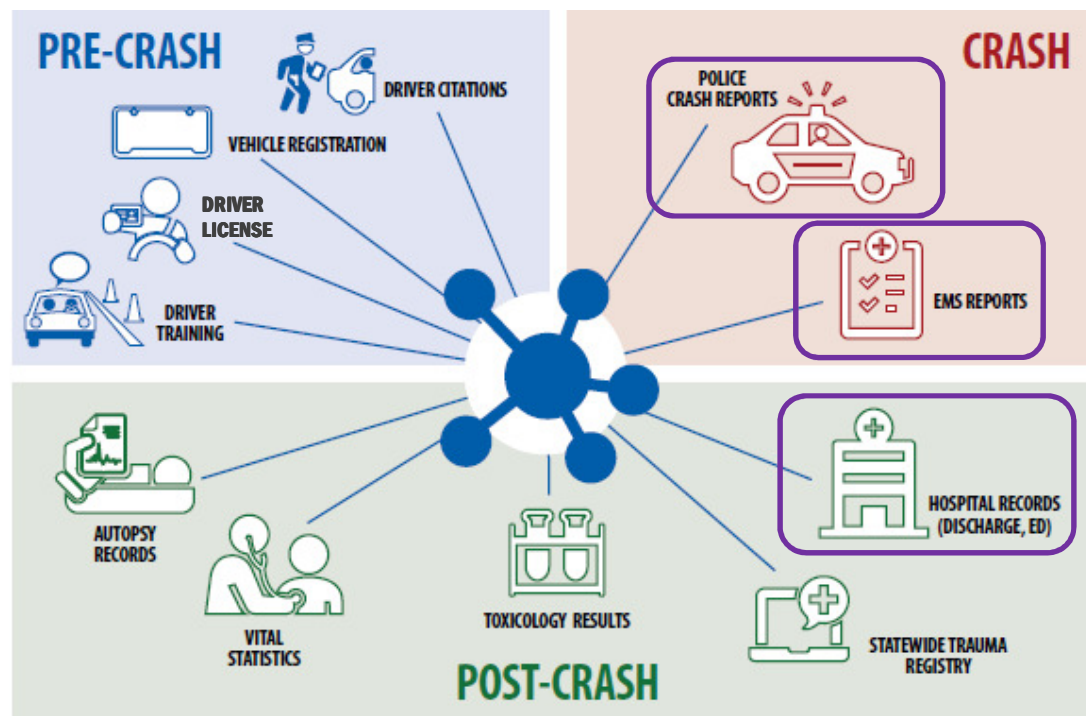 PRE-CRASH
DRIVER CITATIONS
VEHICLE REGISTRATION
DRIVER
LICENSE
DRIVER
TRAINING
CRASH
POLICE
CRASH REPORTS
EMS REPORTS
HOSPITAL RECORDS
(DISCHARGE, ED)
AUTOPSY
RECORDS
VITAL
STATISTICS
TOXICOLOGY RESULTS
STATEWIDE TRAUMA
REGISTRY
POST-CRASH